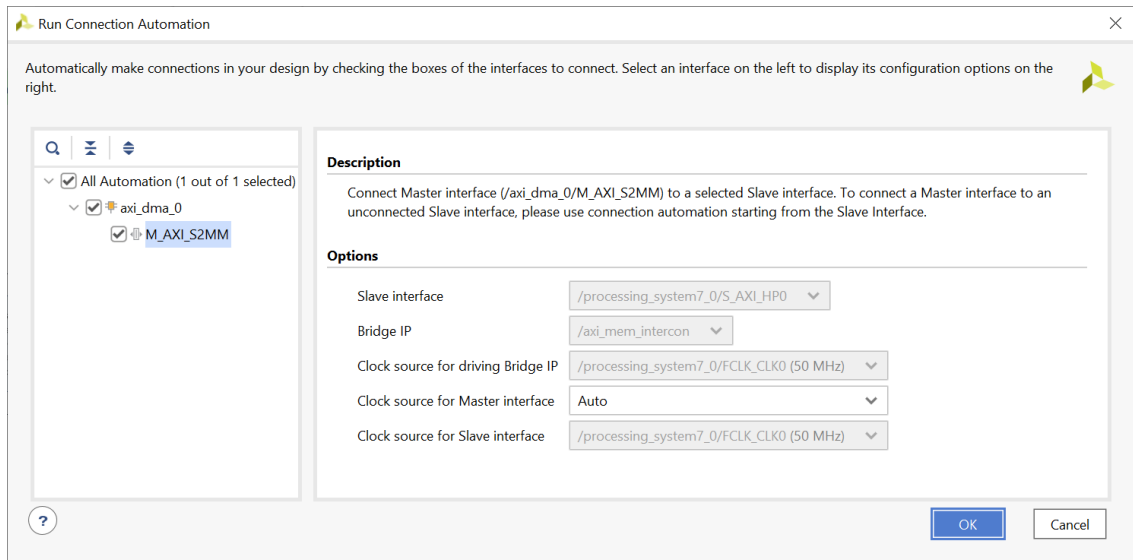 Run Connection Automation
Automatically make connections in your design by checking the boxes of the interfaces to connect. Select an interface on the left to display its configuration options on the
right.
All Automation (1 out of 1 selected)
axi_dma_0
M_AXI_S2MM
Description
Connect Master interface (/axi_dma_0/M_AXI_S2MM) to a selected Slave interface. To connect a Master interface to an
unconnected Slave interface, please use connection automation starting from the Slave Interface.
Options
Slave interface /processing_system7_0/S_AXI_HP0
Bridge IP /axi_mem_intercon
Clock source for driving Bridge IP /processing_system7_0/FCLK_CLK0 (50 MHz)
Clock source for Master interface Auto
Clock source for Slave interface /processing_system7_0/FCLK_CLK0 (50 MHz)
?
OK Cancel